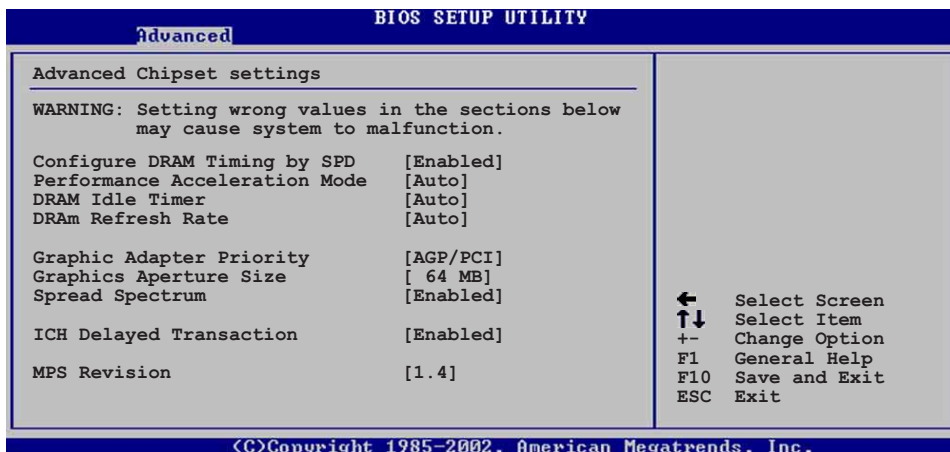 BIOS SETUP UTILITY
Advanced
Advanced Chipset settings
WARNING: Setting wrong values in the sections below
may cause system to malfunction.
Configure DRAM Timing by SPD [Enabled]
Performance Acceleration Mode [Auto]
DRAM Idle Timer [Auto]
DRAm Refresh Rate [Auto]
Graphic Adapter Priority [AGP/PCI]
Graphics Aperture Size [ 64 MB]
Spread Spectrum [Enabled]
ICH Delayed Transaction [Enabled]
MPS Revision [1.4]
← Select Screen
↑↓ Select Item
+- Change Option
F1 General Help
F10 Save and Exit
ESC Exit
(C)Copyright 1985-2002, American Megatrends, Inc.